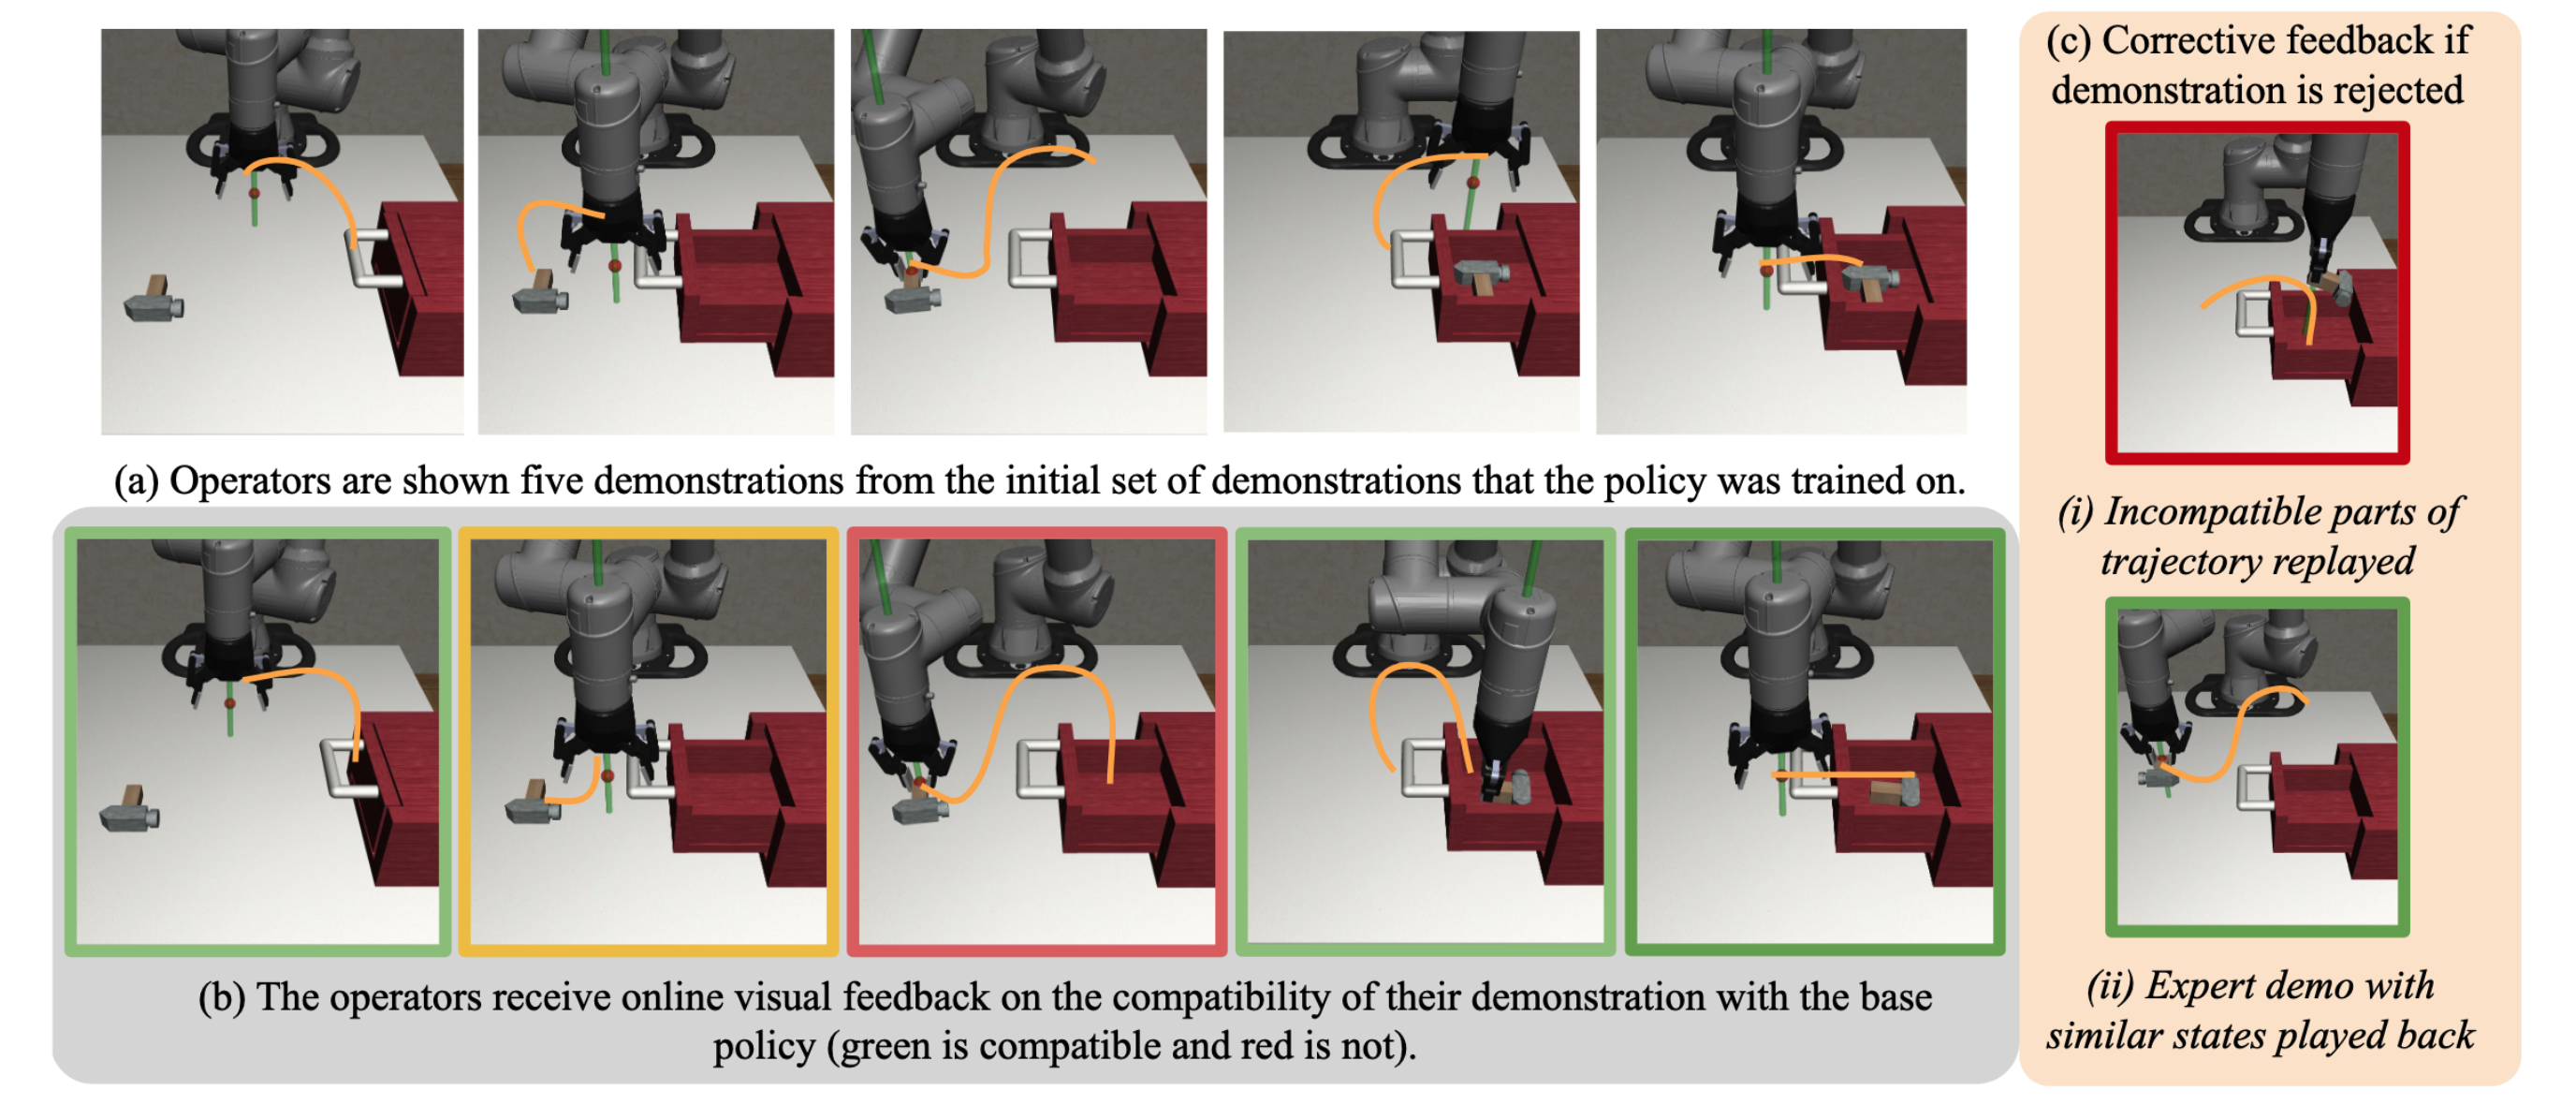 (a) Operators are shown five demonstrations from the initial set of demonstrations that the policy was trained on.
(b) The operators receive online visual feedback on the compatibility of their demonstration with the base
policy (green is compatible and red is not).
(c) Corrective feedback if
demonstration is rejected
(i) Incompatible parts of
trajectory replayed
(ii) Expert demo with
similar states played back